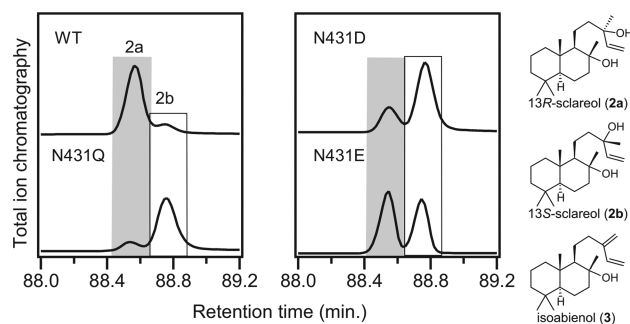 Total ion chromatography
WT
2a
2b
N431Q
N431D
N431E
88.0 88.4 88.8 89.2
88.0 88.4 88.8 89.2
Retention time (min.)
OH
OH
H
13R-sclareol (2a)
OH
OH
H
13S-sclareol (2b)
OH
H
isoabienol (3)